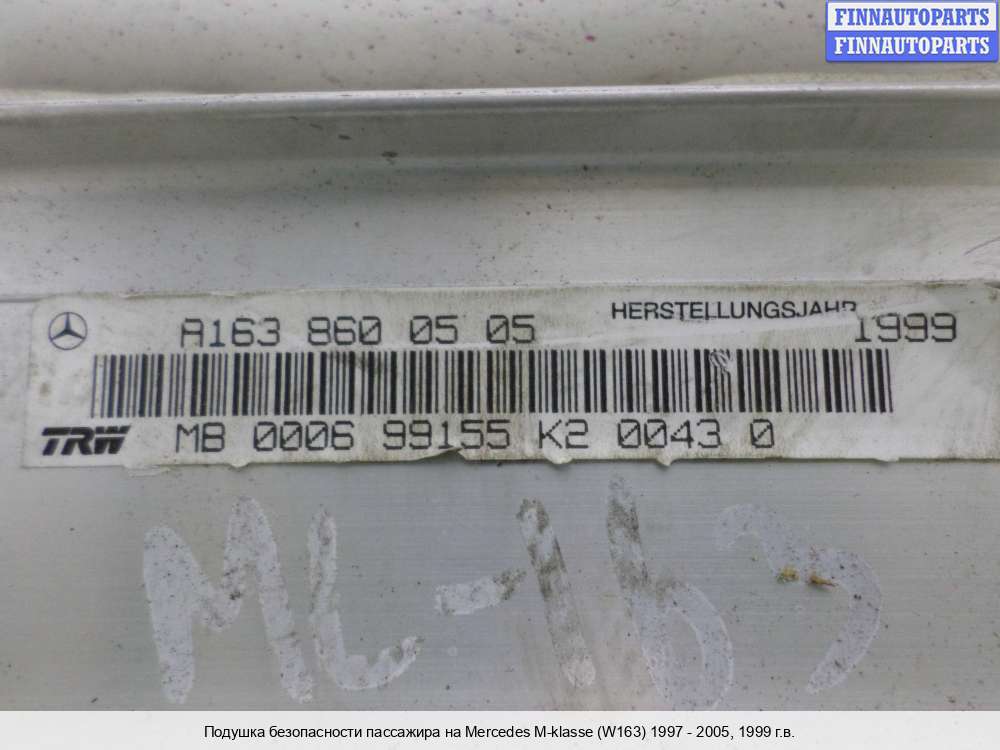 FINNAUTOPARTS
FINNAUTOPARTS
HERSTELLUNGSJAHR
A163 860 05 05 1999
TRW MB 0006 99155 K2 0043 0
ML-163
Подушка безопасности пассажира на Mercedes M-klasse (W163) 1997 - 2005, 1999 г.в.